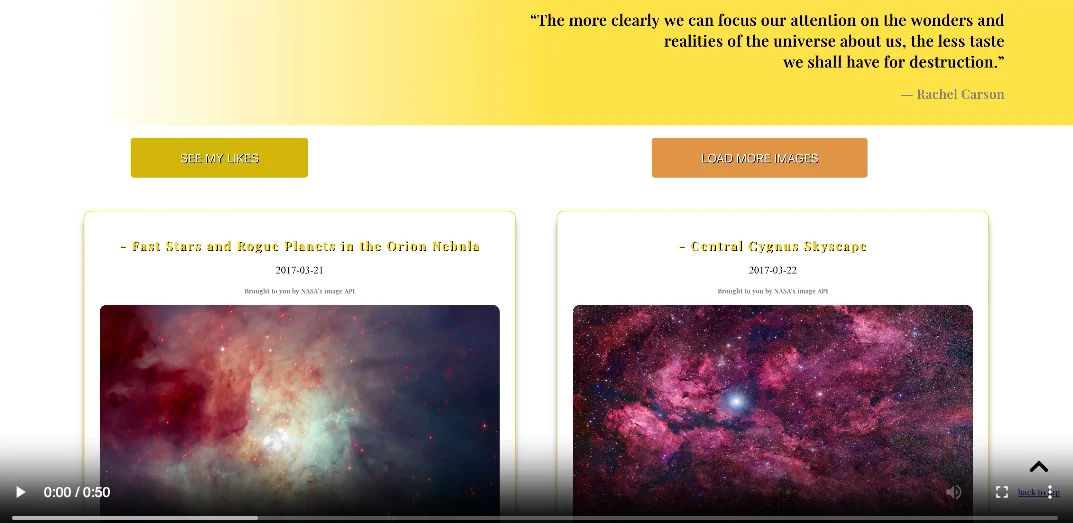 “The more clearly we can focus our attention on the wonders and
realities of the universe about us, the less taste
we shall have for destruction.”
— Rachel Carson
SEE MY LIKES
LOAD MORE IMAGES
~ Fast Stars and Rogue Planets in the Orion Nebula
2017-03-21
Brought to you by NASA's image API
~ Central Cygnus Skyscape
2017-03-22
Brought to you by NASA's image API
0:00 / 0:50
back to top